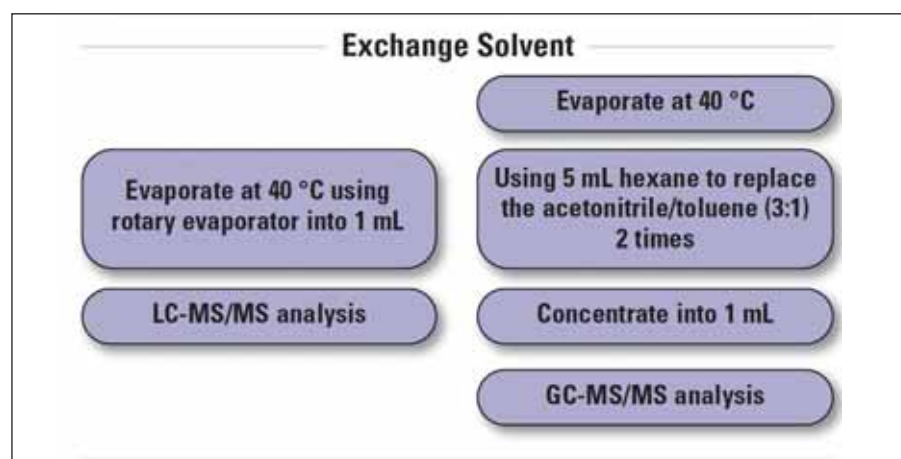 Exchange Solvent
Evaporate at 40 °C using
rotary evaporator into 1 mL
LC-MS/MS analysis
Evaporate at 40 °C
Using 5 mL hexane to replace
the acetonitrile/toluene (3:1)
2 times
Concentrate into 1 mL
GC-MS/MS analysis